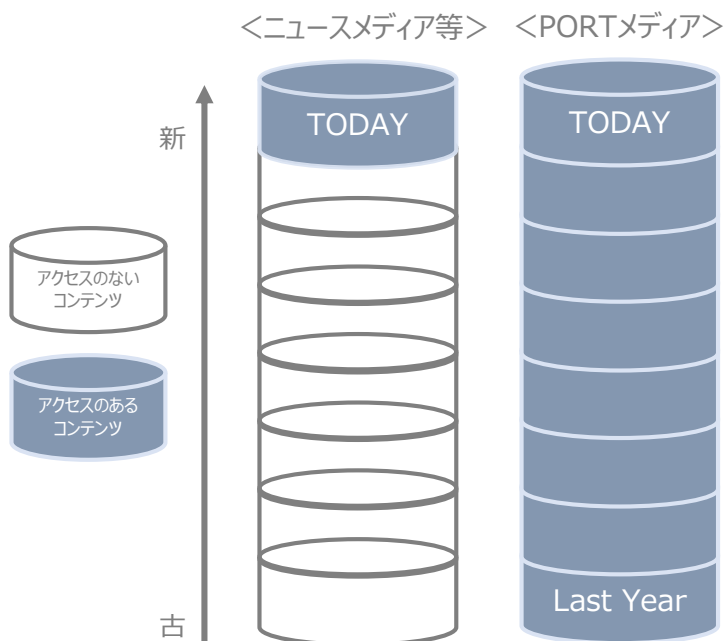 ＜ニュースメディア等＞
＜PORTメディア＞
新
TODAY
TODAY
アクセスのない
コンテンツ
アクセスのある
コンテンツ
Last Year
古